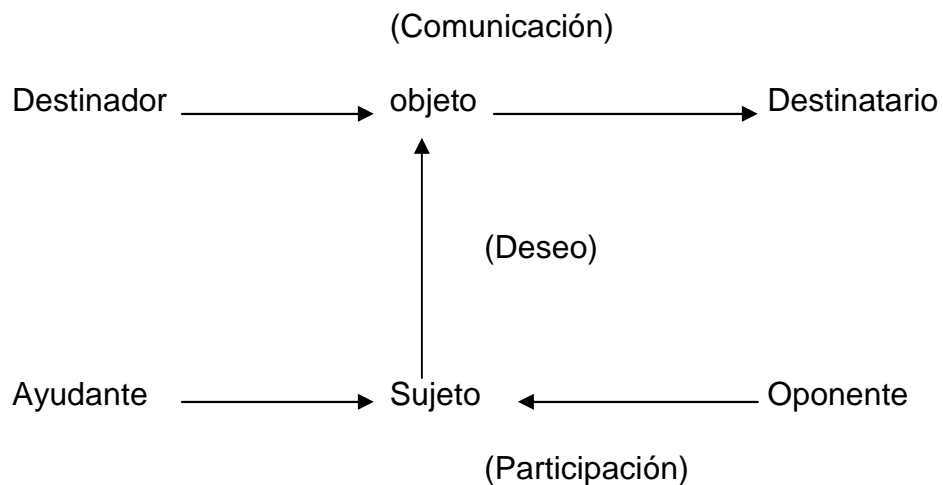 (Comunicación)
Destinador objeto Destinatario
(Deseo)
Ayudante Sujeto Oponente
(Participación)